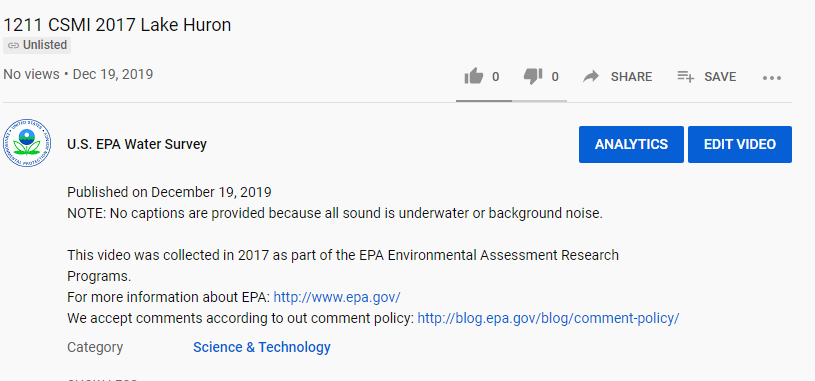 1211 CSMI 2017 Lake Huron
Unlisted
No views • Dec 19, 2019
0 0 SHARE SAVE
U.S. EPA Water Survey
ANALYTICS EDIT VIDEO
Published on December 19, 2019
NOTE: No captions are provided because all sound is underwater or background noise.
This video was collected in 2017 as part of the EPA Environmental Assessment Research
Programs.
For more information about EPA: http://www.epa.gov/
We accept comments according to out comment policy: http://blog.epa.gov/blog/comment-policy/
Category Science & Technology